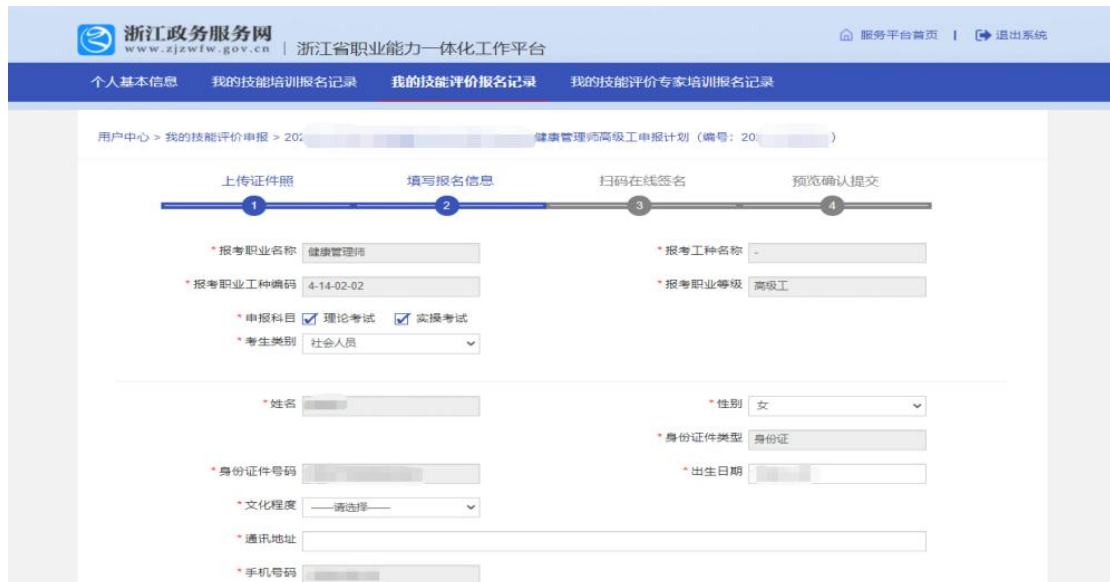 浙江政务服务网
www.zjzwfw.gov.cn | 浙江省职业能力一体化工作平台
服务平台首页 | 退出系统
个人基本信息 我的技能培训报名记录 我的技能评价报名记录 我的技能评价专家培训报名记录
用户中心 > 我的技能评价申报 > 202 健康管理师高级工申报计划（编号：20 ）
上传证件照 填写报名信息 扫码在线签名 预览确认提交
1 2 3 4
*报考职业名称 健康管理师 *报考工种名称 -
*报考职业工种编码 4-14-02-02 *报考职业等级 高级工
*申报科目 理论考试 实操考试
*考生类别 社会人员
*姓名 *性别 女
*身份证件类型 身份证
*身份证件号码 *出生日期
*文化程度 ——请选择——
*通讯地址
*手机号码